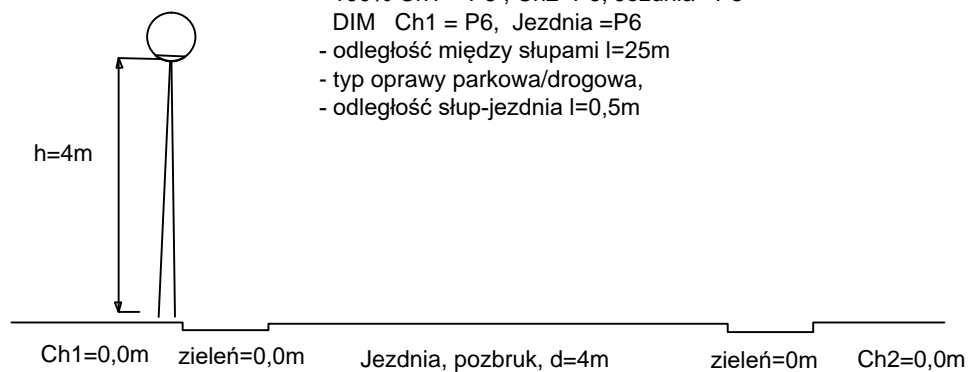 DIM Ch1 = P6, Jezdnia =P6
- odległość między słupami l=25m
- typ oprawy parkowa/drogowa,
- odległość słup-jezdnia l=0,5m
h=4m
Ch1=0,0m zieleń=0,0m Jezdnia, pozbruk, d=4m zieleń=0m Ch2=0,0m